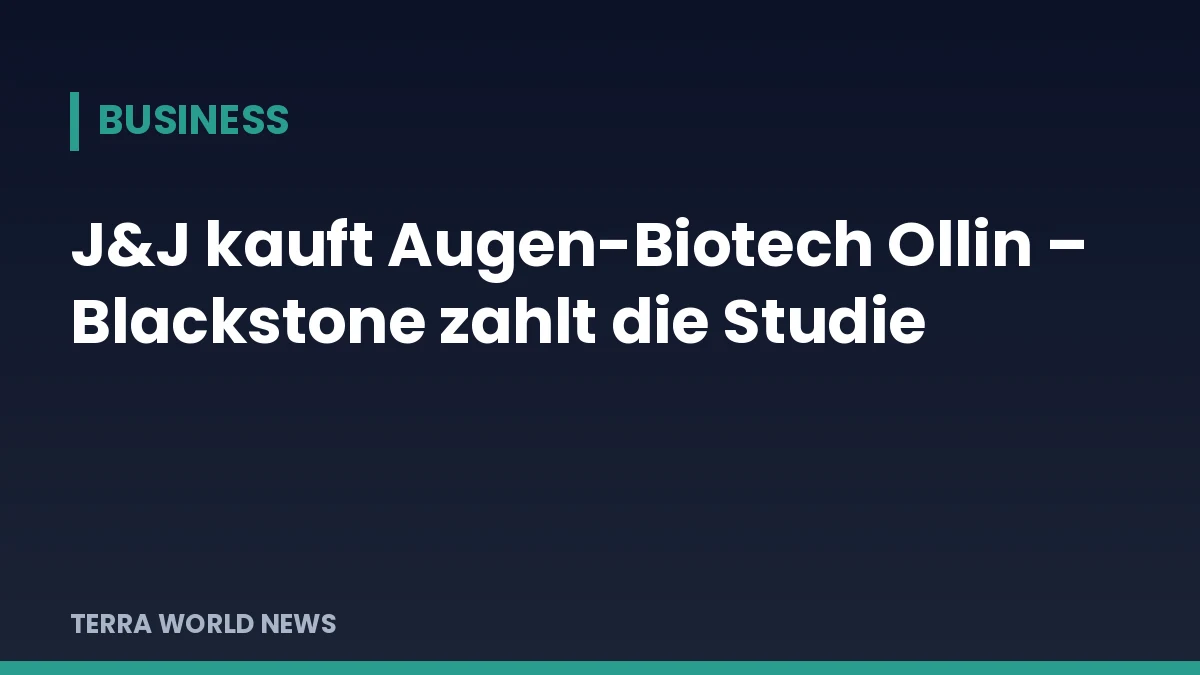 BUSINESS
J&J kauft Augen-Biotech Ollin –
Blackstone zahlt die Studie
TERRA WORLD NEWS